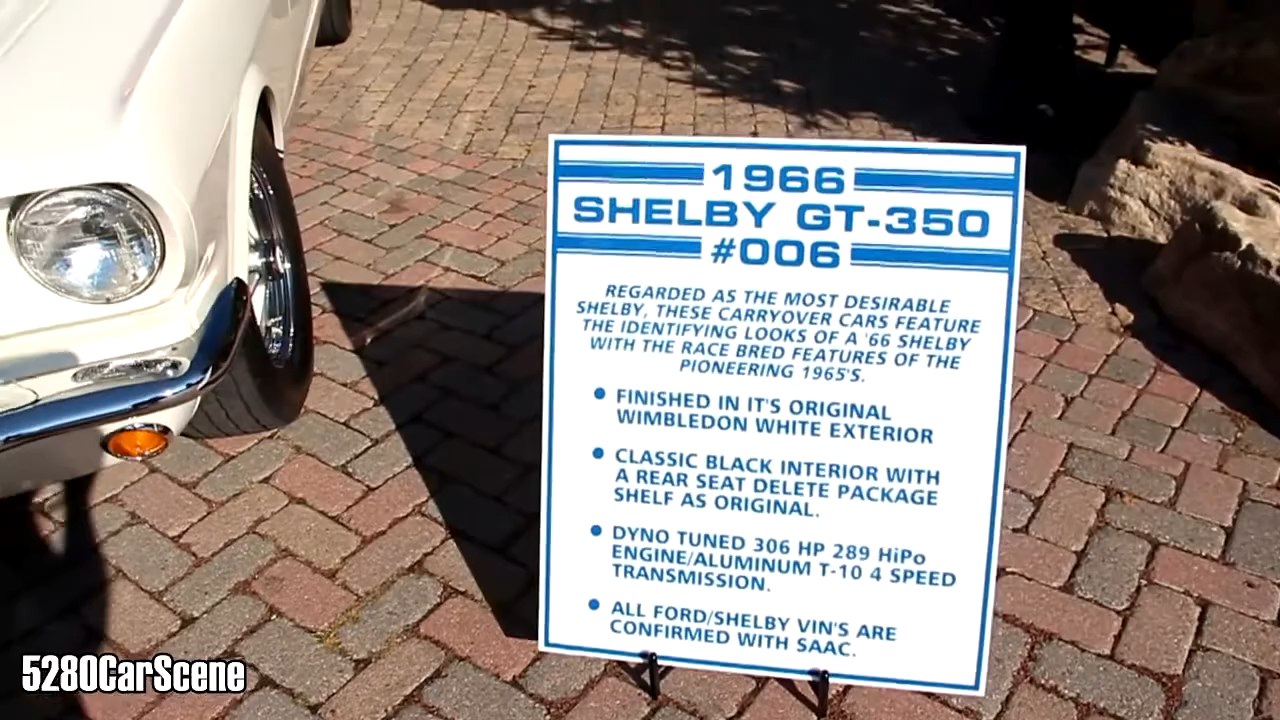 1966
SHELBY GT-350
#006
REGARDED AS THE MOST DESIRABLE
SHELBY, THESE CARRYOVER CARS FEATURE
THE IDENTIFYING LOOKS OF A '66 SHELBY
WITH THE RACE BRED FEATURES OF THE
PIONEERING 1965'S.
• FINISHED IN IT'S ORIGINAL
WIMBLEDON WHITE EXTERIOR
• CLASSIC BLACK INTERIOR WITH
A REAR SEAT DELETE PACKAGE
SHELF AS ORIGINAL.
• DYNO TUNED 306 HP 289 HiPo
ENGINE/ALUMINUM T-10 4 SPEED
TRANSMISSION.
• ALL FORD/SHELBY VIN'S ARE
CONFIRMED WITH SAAC.
5280CarScene